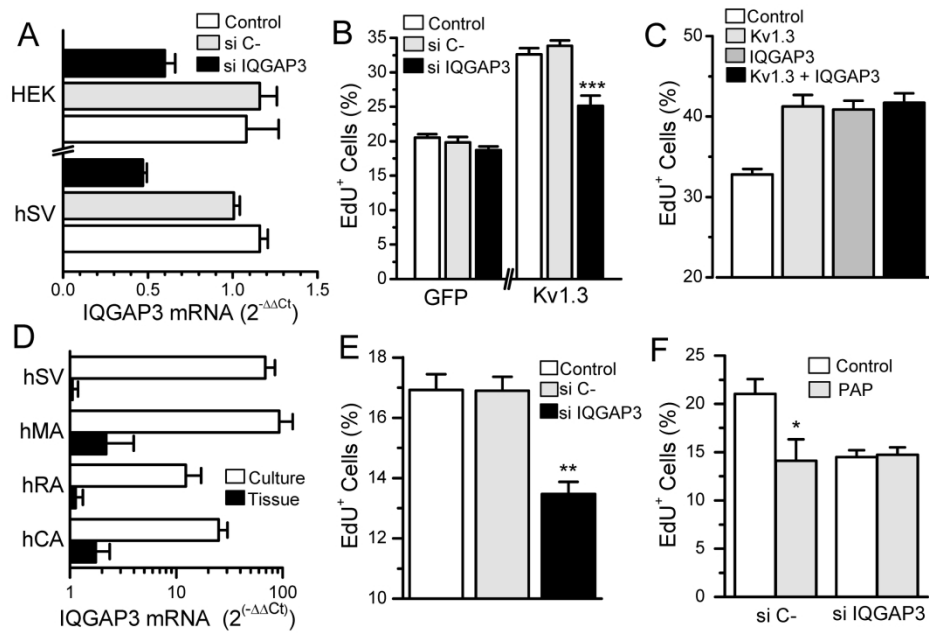 A
Control
si C-
si IQGAP3
HEK
hSV
0.0 0.5 1.0 1.5
IQGAP3 mRNA (2^-ΔΔCt)
B
Control
si C-
si IQGAP3
***
EdU+ Cells (%)
35
30
25
20
15
10
5
0
GFP Kv1.3
C
Control
Kv1.3
IQGAP3
Kv1.3 + IQGAP3
EdU+ Cells (%)
50
40
30
20
D
hSV
hMA
hRA
hCA
Culture
Tissue
1 10 100
IQGAP3 mRNA (2^(-ΔΔCt))
E
Control
si C-
si IQGAP3
**
EdU+ Cells (%)
18
16
14
12
10
F
Control
PAP
*
EdU+ Cells (%)
25
20
15
10
5
0
si C- si IQGAP3